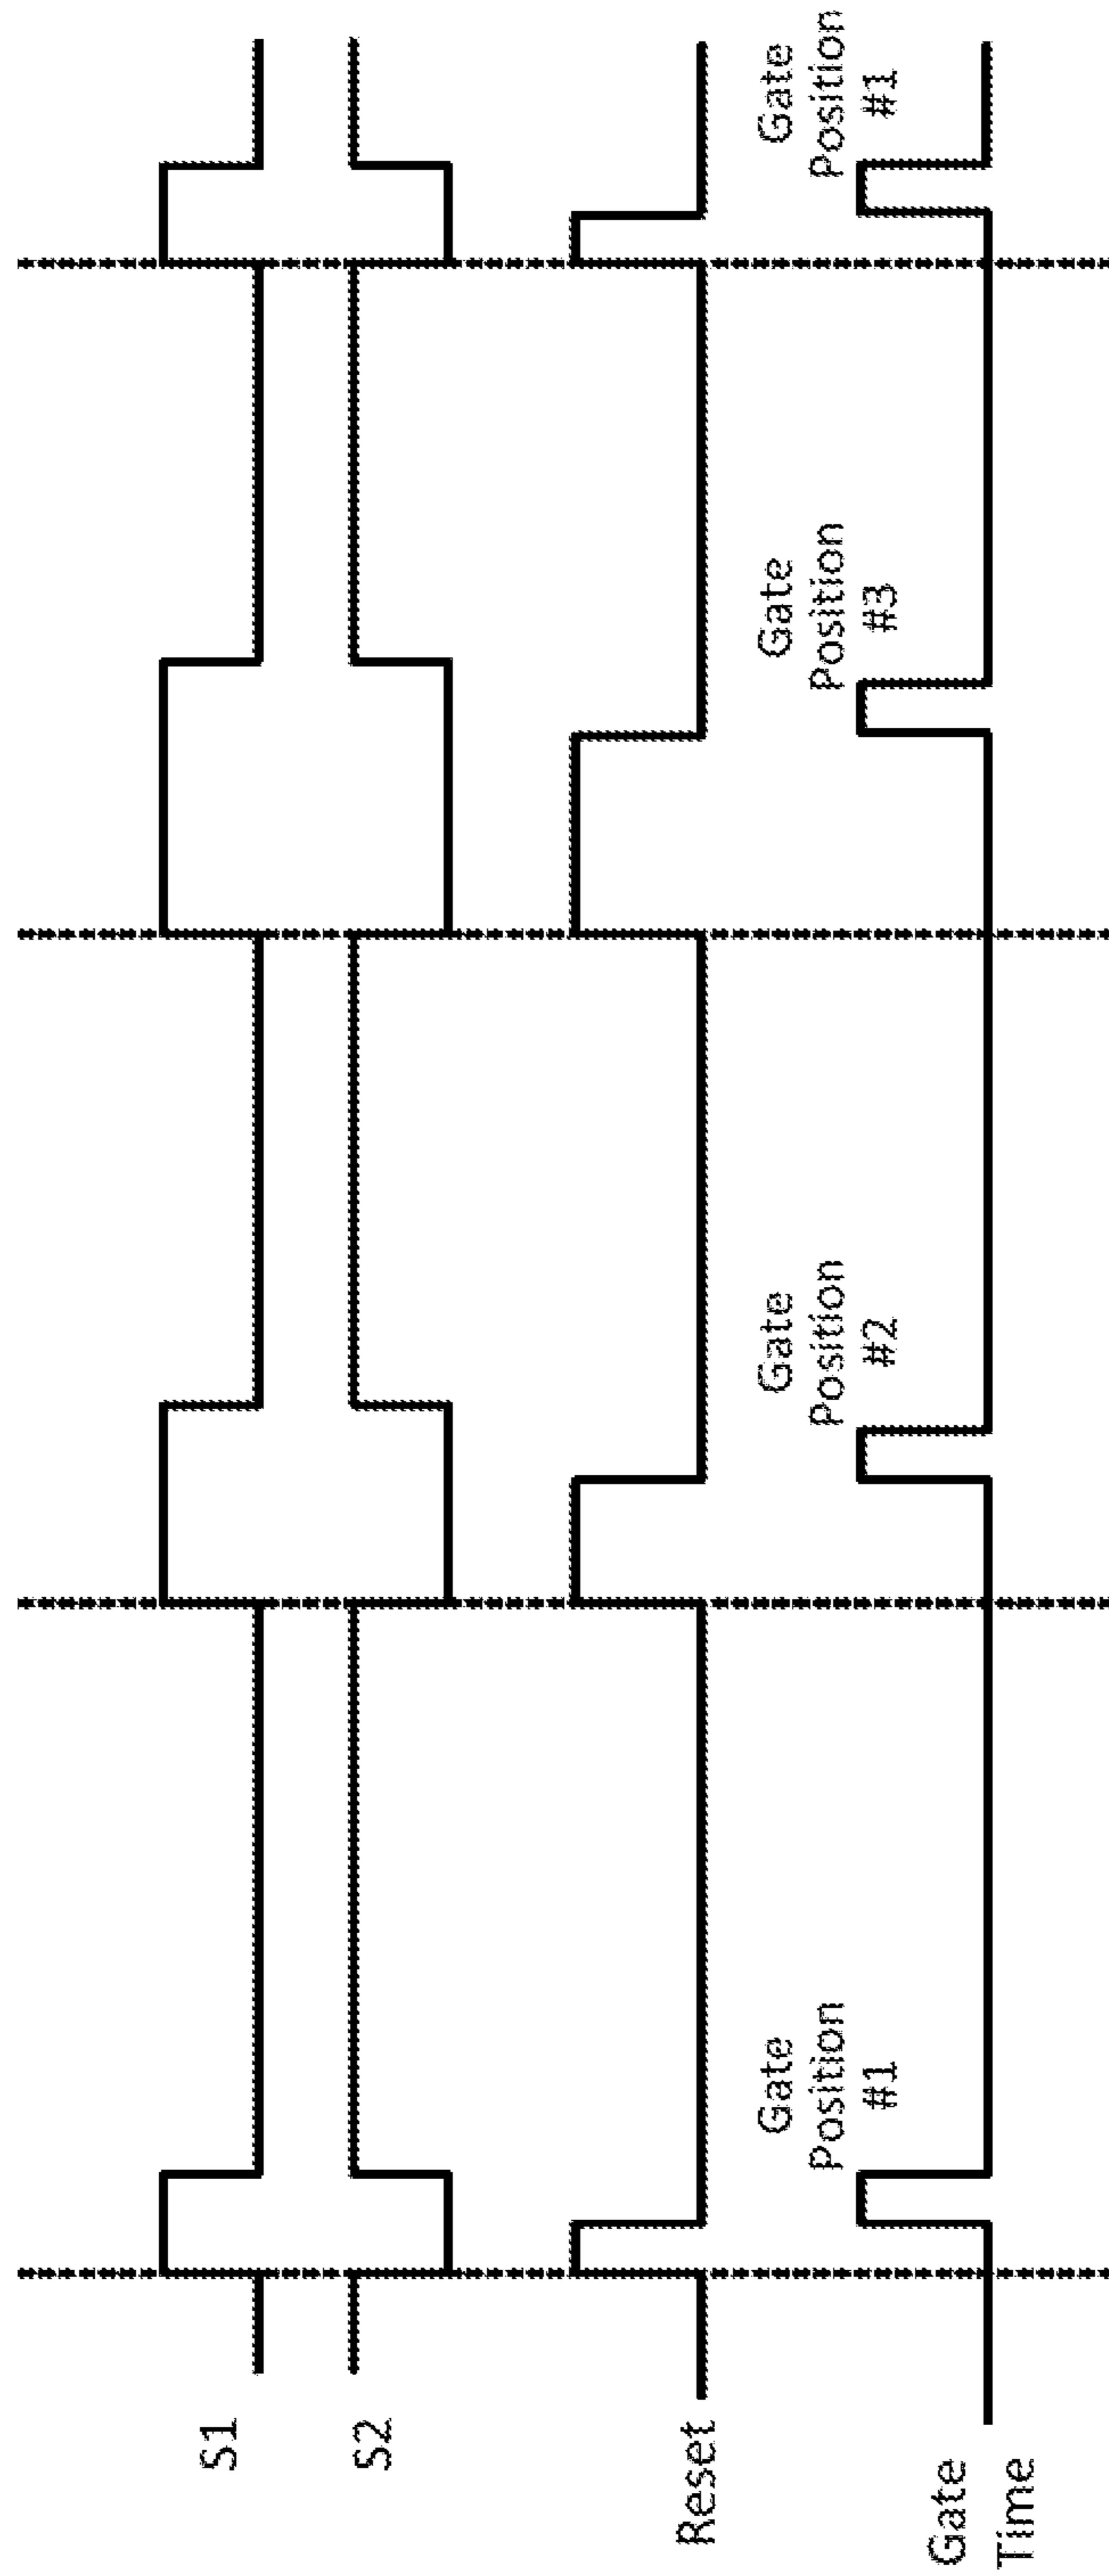 S1
S2
Reset
Gate
Position
#1
Gate
Position
#2
Gate
Position
#3
Gate
Position
#1
Gate
Time